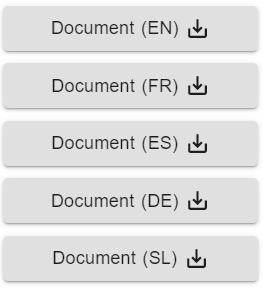 Document (EN)
Document (FR)
Document (ES)
Document (DE)
Document (SL)